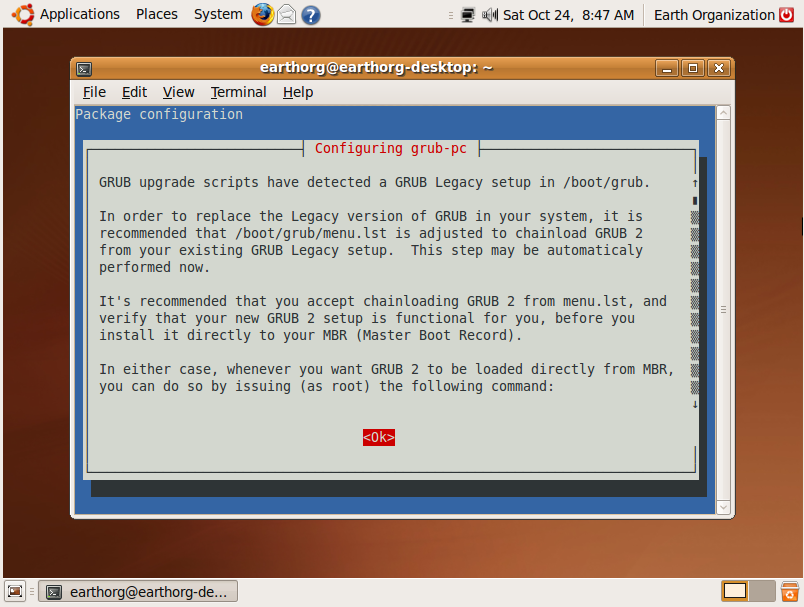 Applications Places System Sat Oct 24, 8:47 AM Earth Organization
earthorg@earthorg-desktop: ~
File Edit View Terminal Help
Package configuration
Configuring grub-pc
GRUB upgrade scripts have detected a GRUB Legacy setup in /boot/grub.
In order to replace the Legacy version of GRUB in your system, it is
recommended that /boot/grub/menu.lst is adjusted to chainload GRUB 2
from your existing GRUB Legacy setup.  This step may be automaticaly
performed now.
It's recommended that you accept chainloading GRUB 2 from menu.lst, and
verify that your new GRUB 2 setup is functional for you, before you
install it directly to your MBR (Master Boot Record).
In either case, whenever you want GRUB 2 to be loaded directly from MBR,
you can do so by issuing (as root) the following command:
<Ok>
earthorg@earthorg-de...